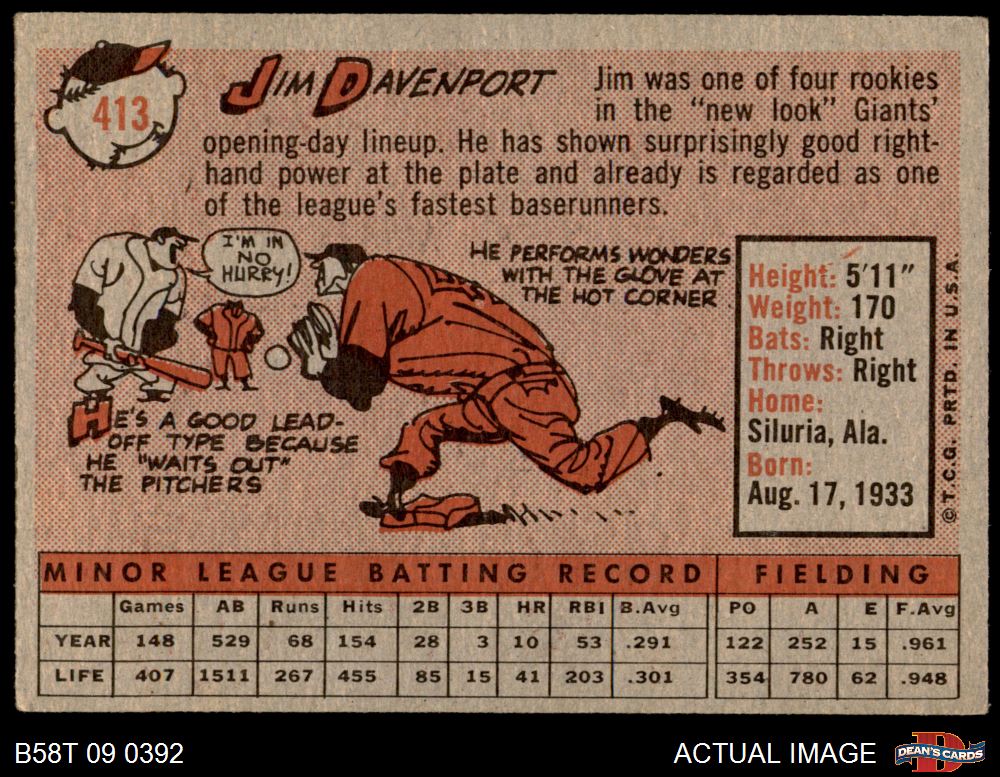 413
JIM DAVENPORT
Jim was one of four rookies
in the "new look" Giants'
opening-day lineup. He has shown surprisingly good right-
hand power at the plate and already is regarded as one
of the league's fastest baserunners.
I'M IN
NO
HURRY!
HE PERFORMS WONDERS
WITH THE GLOVE AT
THE HOT CORNER
HE'S A GOOD LEAD-
OFF TYPE BECAUSE
HE "WAITS OUT"
THE PITCHERS
Height: 5'11"
Weight: 170
Bats: Right
Throws: Right
Home:
Siluria, Ala.
Born:
Aug. 17, 1933
©T.C.G. PRTD. IN U.S.A.
MINOR LEAGUE BATTING RECORD FIELDING
Games AB Runs Hits 2B 3B HR RBI B.Avg PO A E F.Avg
YEAR 148 529 68 154 28 3 10 53 .291 122 252 15 .961
LIFE 407 1511 267 455 85 15 41 203 .301 354 780 62 .948
B58T 09 0392
ACTUAL IMAGE
DEAN'S CARDS